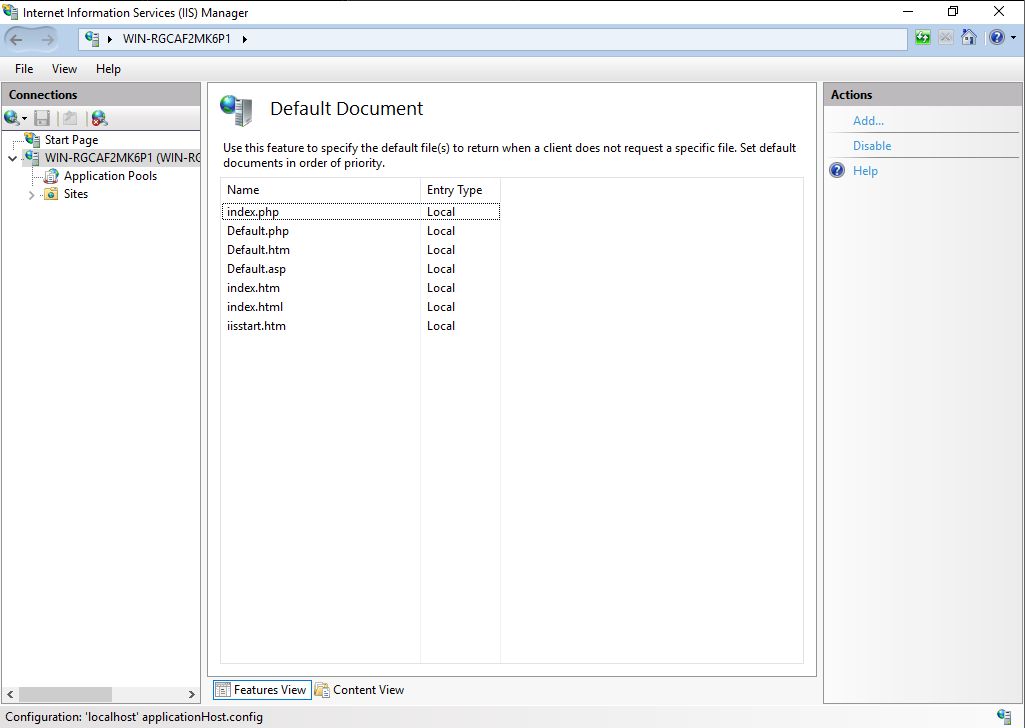 Internet Information Services (IIS) Manager
WIN-RGCAF2MK6P1
File View Help
Connections
Start Page
WIN-RGCAF2MK6P1 (WIN-RG
Application Pools
Sites
Default Document
Use this feature to specify the default file(s) to return when a client does not request a specific file. Set default
documents in order of priority.
Name Entry Type
index.php Local
Default.php Local
Default.htm Local
Default.asp Local
index.htm Local
index.html Local
iisstart.htm Local
Features View Content View
Actions
Add...
Disable
Help
Configuration: 'localhost' applicationHost.config